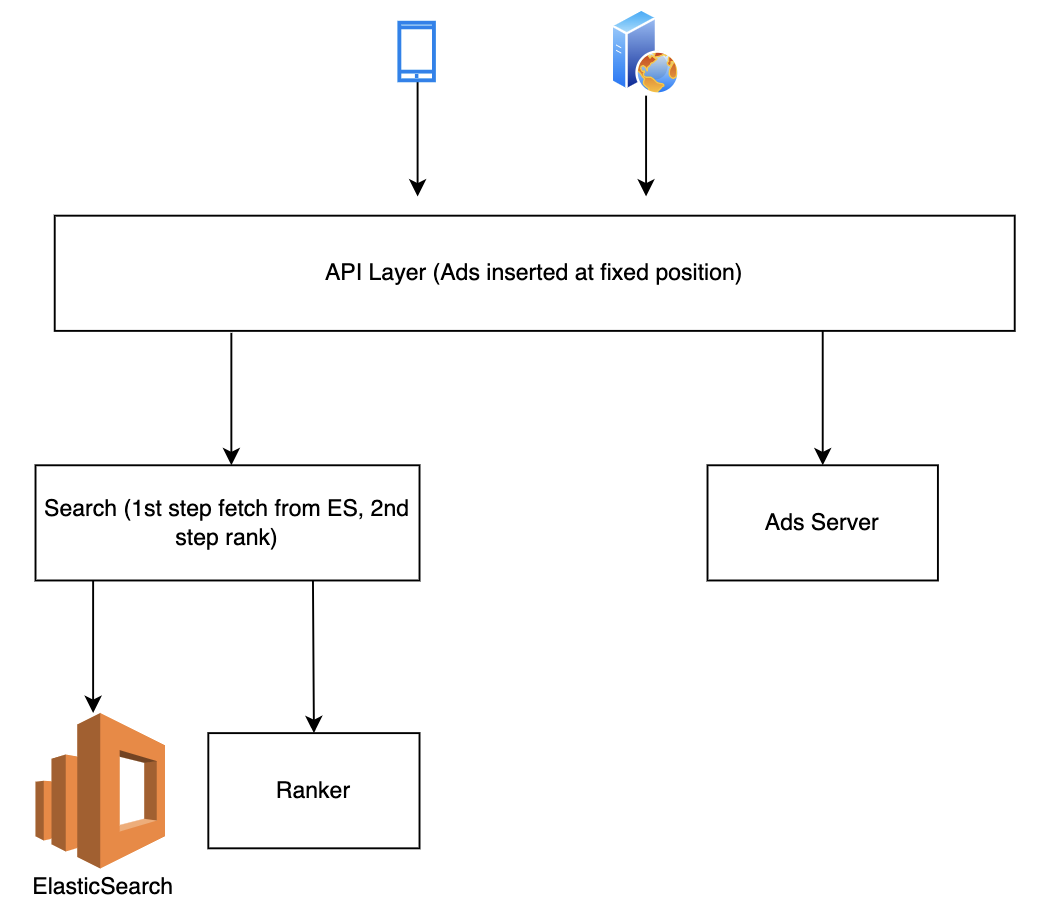 API Layer (Ads inserted at fixed position)
Search (1st step fetch from ES, 2nd
step rank)
Ads Server
Ranker
ElasticSearch